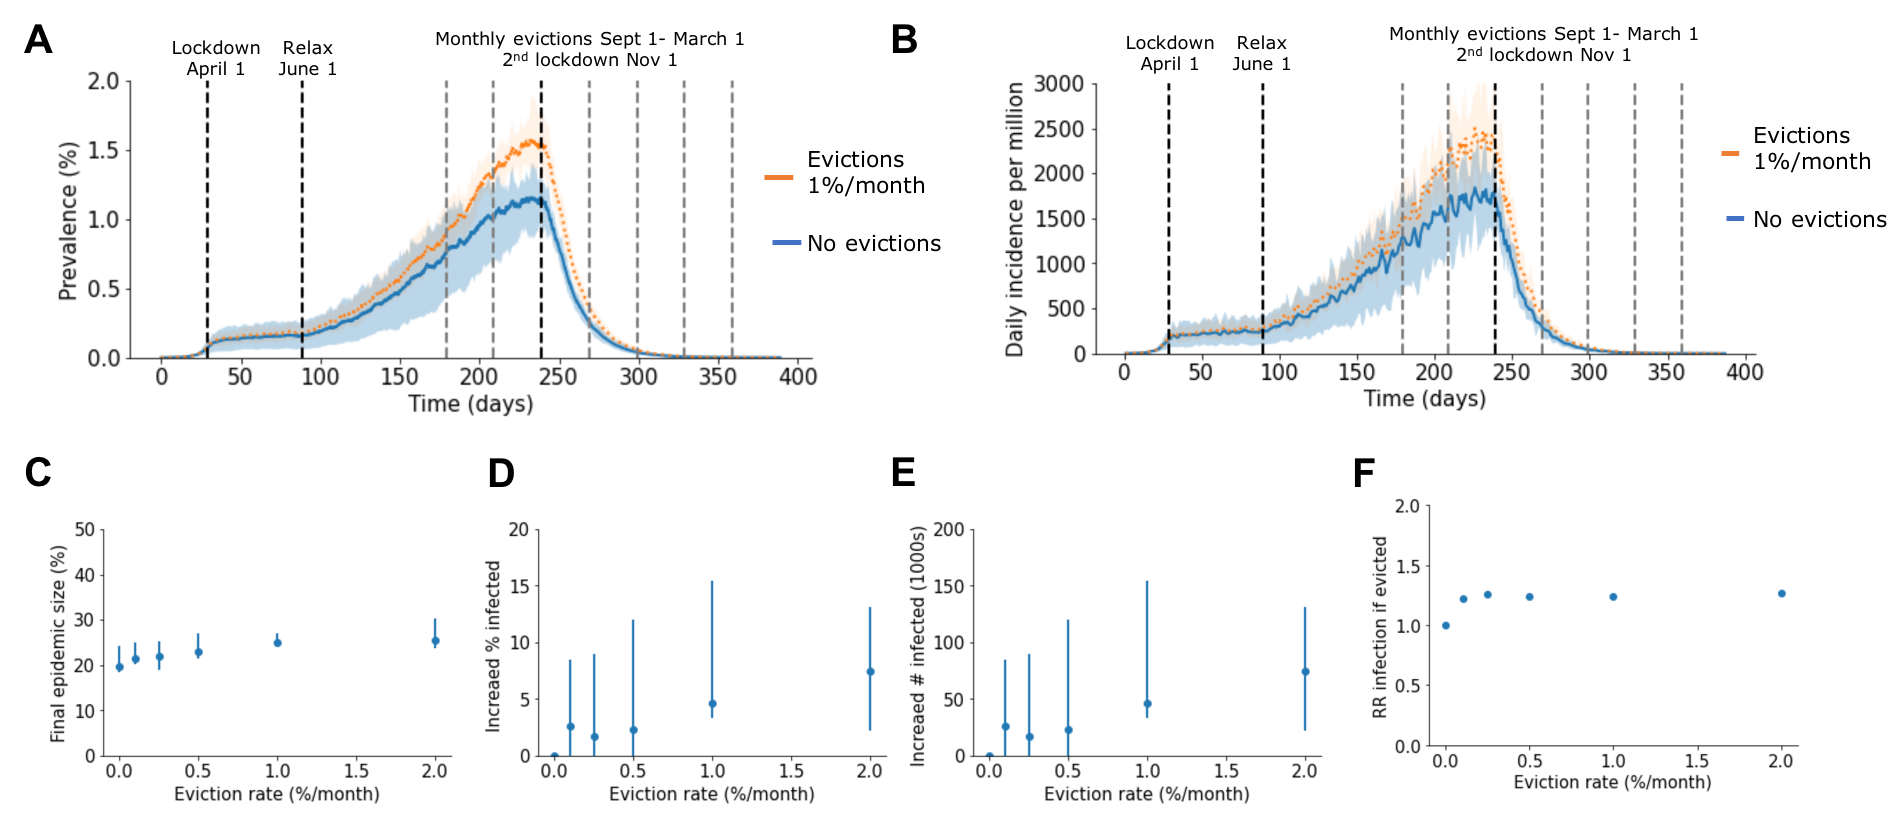 A
Lockdown
April 1
Relax
June 1
Monthly evictions Sept 1- March 1
2nd lockdown Nov 1
2.0
1.5
1.0
0.5
0.0
Prevalence (%)
0 50 100 150 200 250 300 350 400
Time (days)
Evictions
1%/month
No evictions
B
Lockdown
April 1
Relax
June 1
Monthly evictions Sept 1- March 1
2nd lockdown Nov 1
3000
2500
2000
1500
1000
500
0
Daily incidence per million
0 50 100 150 200 250 300 350 400
Time (days)
Evictions
1%/month
No evictions
C
50
40
30
20
10
0
Final epidemic size (%)
0.0 0.5 1.0 1.5 2.0
Eviction rate (%/month)
D
20
15
10
5
0
Increaed % infected
0.0 0.5 1.0 1.5 2.0
Eviction rate (%/month)
E
200
150
100
50
0
Increaed # infected (1000s)
0.0 0.5 1.0 1.5 2.0
Eviction rate (%/month)
F
2.0
1.5
1.0
0.5
0.0
RR infection if evicted
0.0 0.5 1.0 1.5 2.0
Eviction rate (%/month)